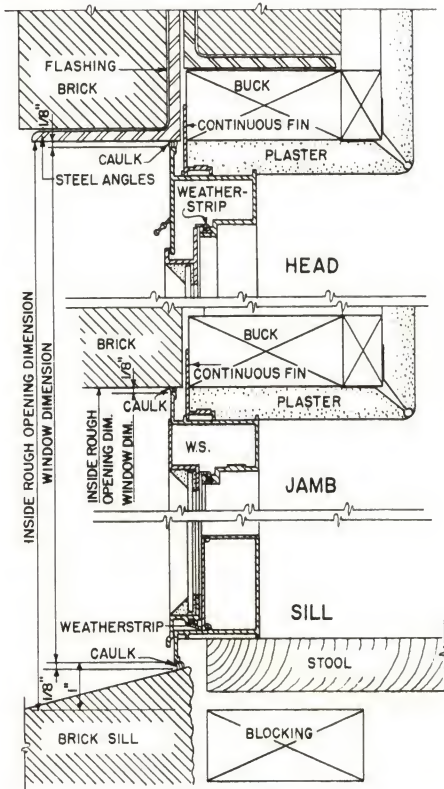 FLASHING
BRICK
1/8"
CAULK
STEEL ANGLES
BUCK
CONTINUOUS FIN
PLASTER
WEATHER-
STRIP
HEAD
INSIDE ROUGH OPENING DIMENSION
WINDOW DIMENSION
BRICK
1/8"
CAULK
INSIDE ROUGH
OPENING DIM.
WINDOW DIM.
BUCK
CONTINUOUS FIN
PLASTER
W.S.
JAMB
SILL
WEATHERSTRIP
CAULK
STOOL
1/8"
1"
BRICK SILL
BLOCKING